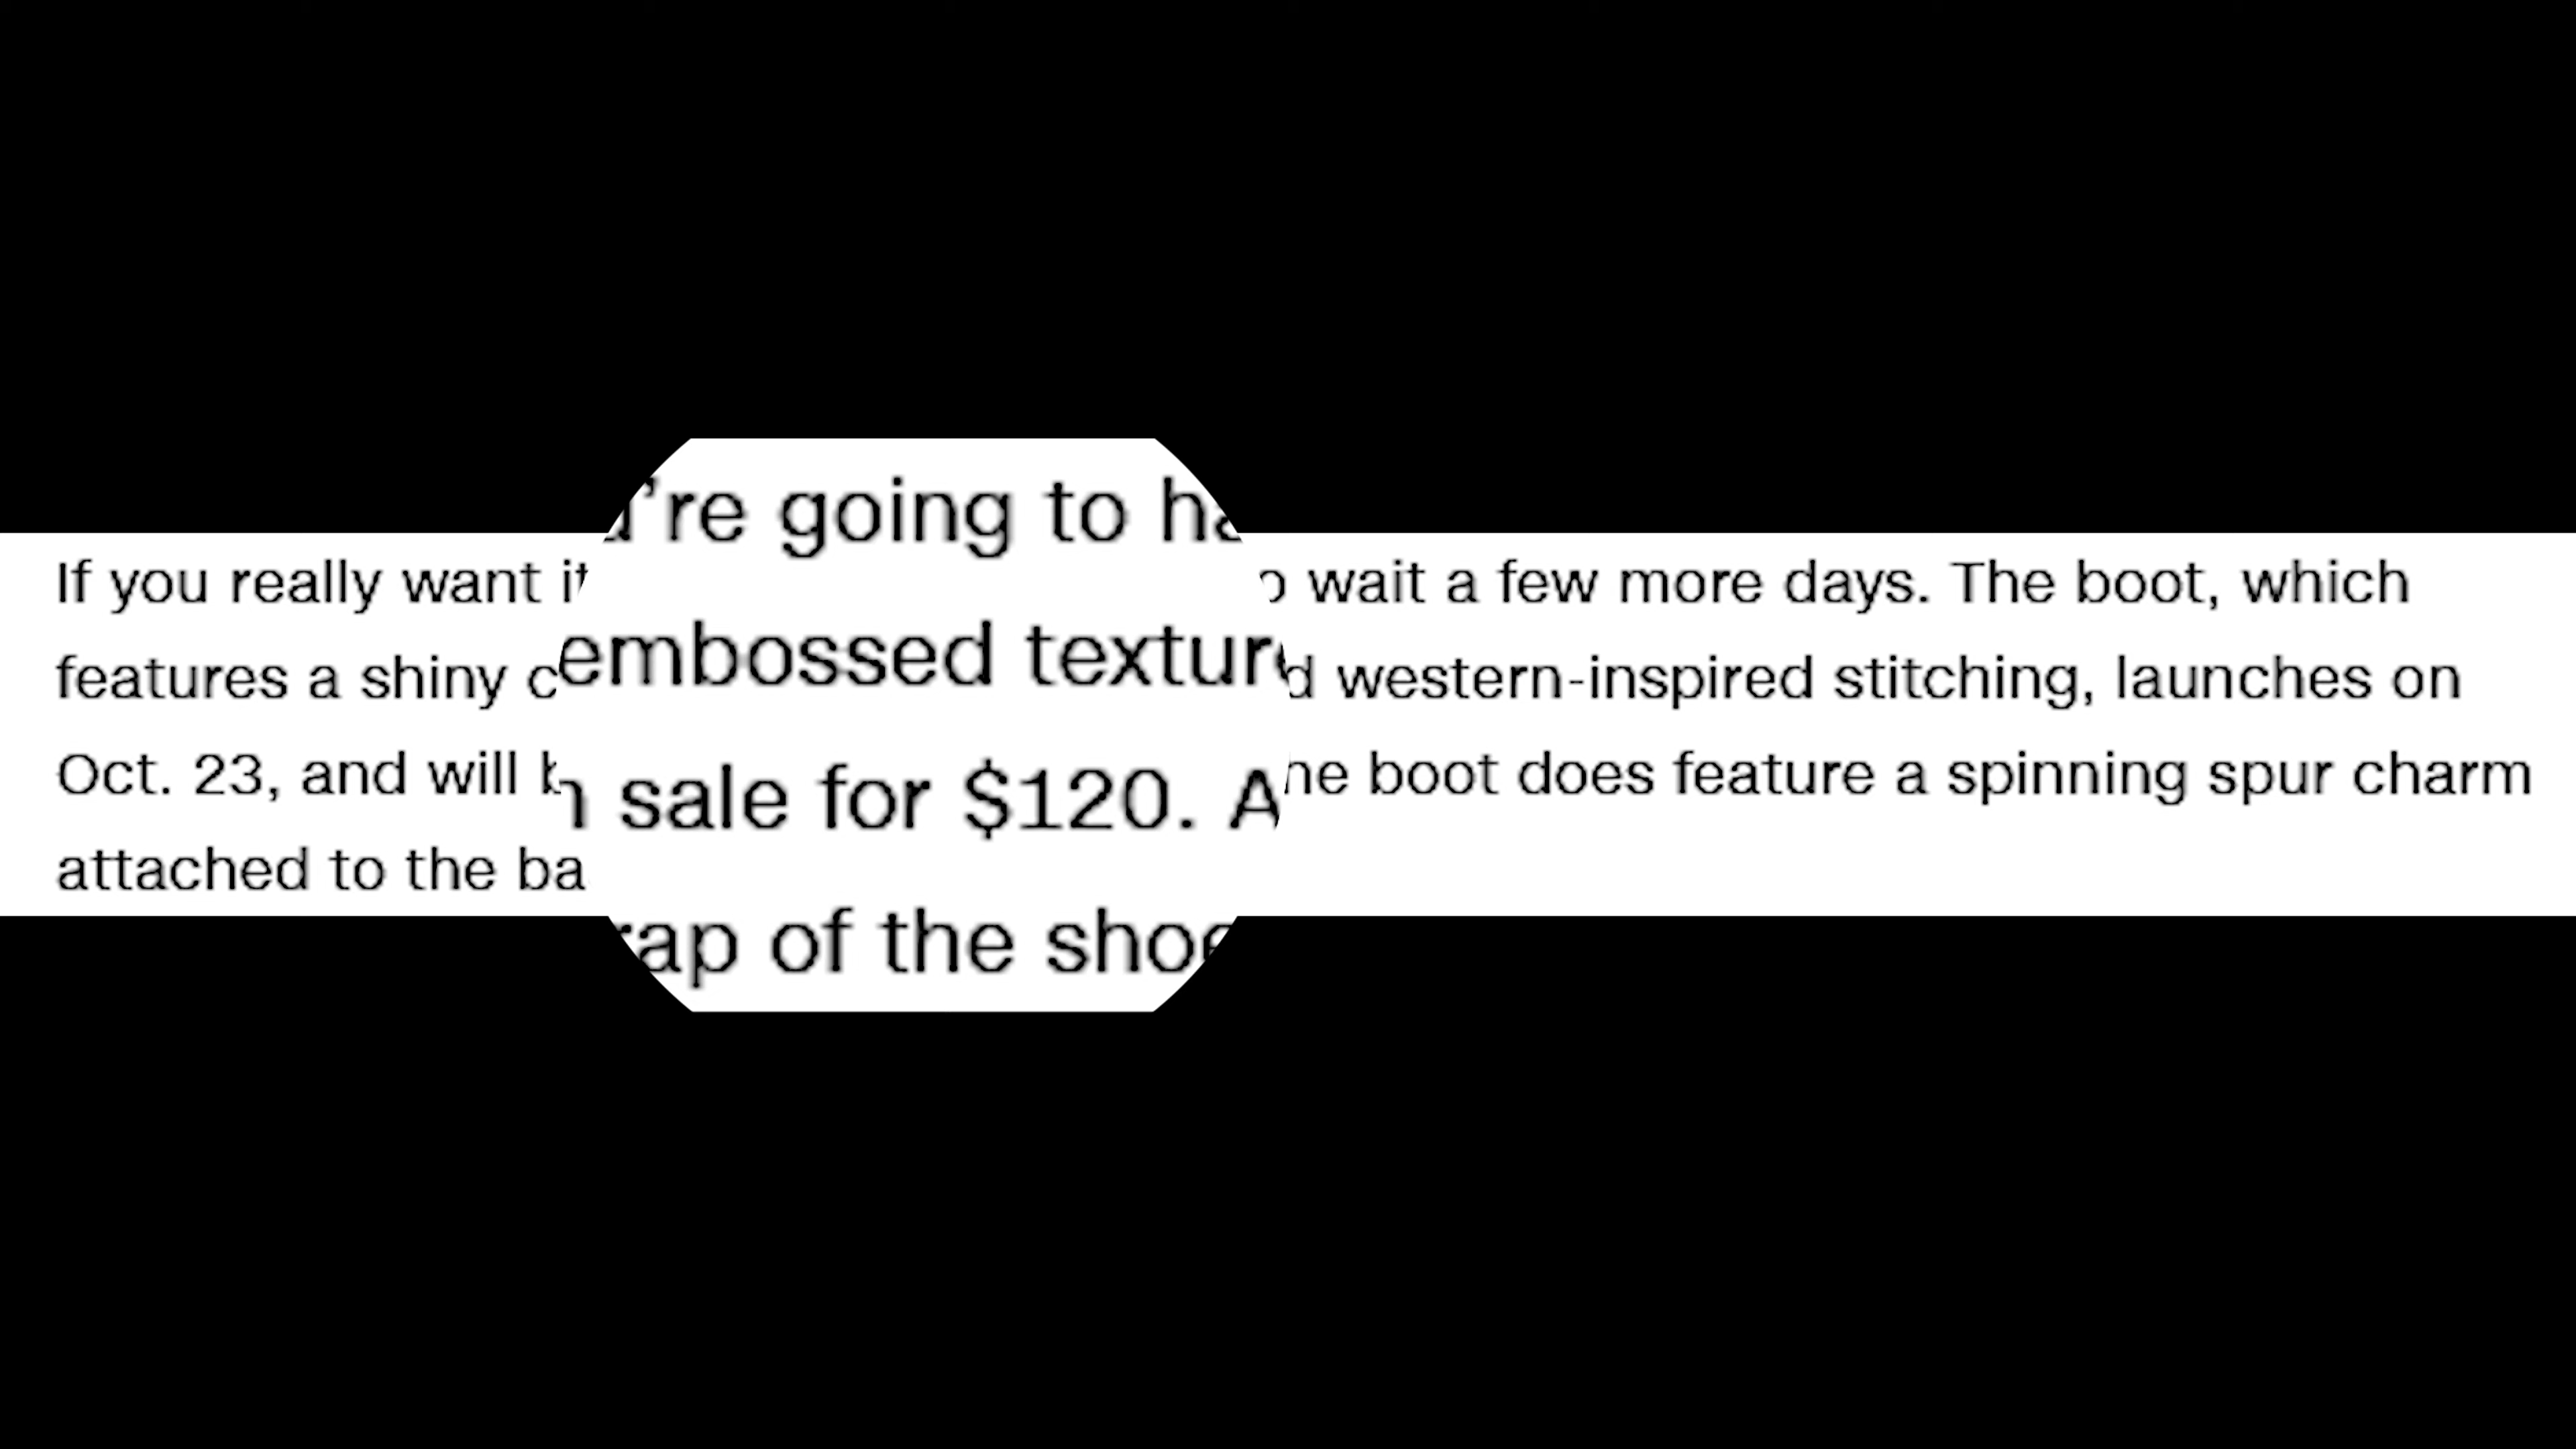 If you really want it 're going to ha wait a few more days. The boot, which
features a shiny embossed texture western-inspired stitching, launches on
Oct. 23, and will sale for $120. A he boot does feature a spinning spur charm
attached to the ba rap of the shoe